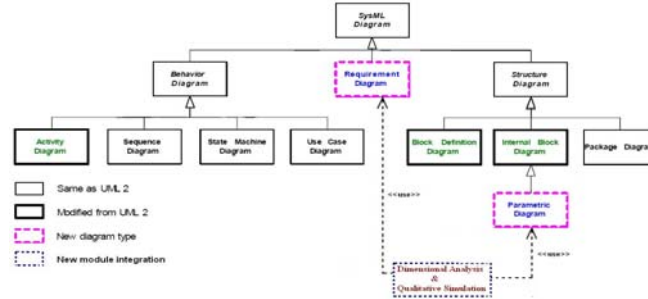 SysML
Diagram
Behavior
Diagram
Requirement
Diagram
Structure
Diagram
Activity
Diagram
Sequence
Diagram
State Machine
Diagram
Use Case
Diagram
Block Definition
Diagram
Internal Block
Diagram
Package Diagram
Same as UML 2
Modified from UML 2
New diagram type
New module integration
<<use>>
Parametric
Diagram
<<use>>
Dimensional Analysis
&
Qualitative Simulation